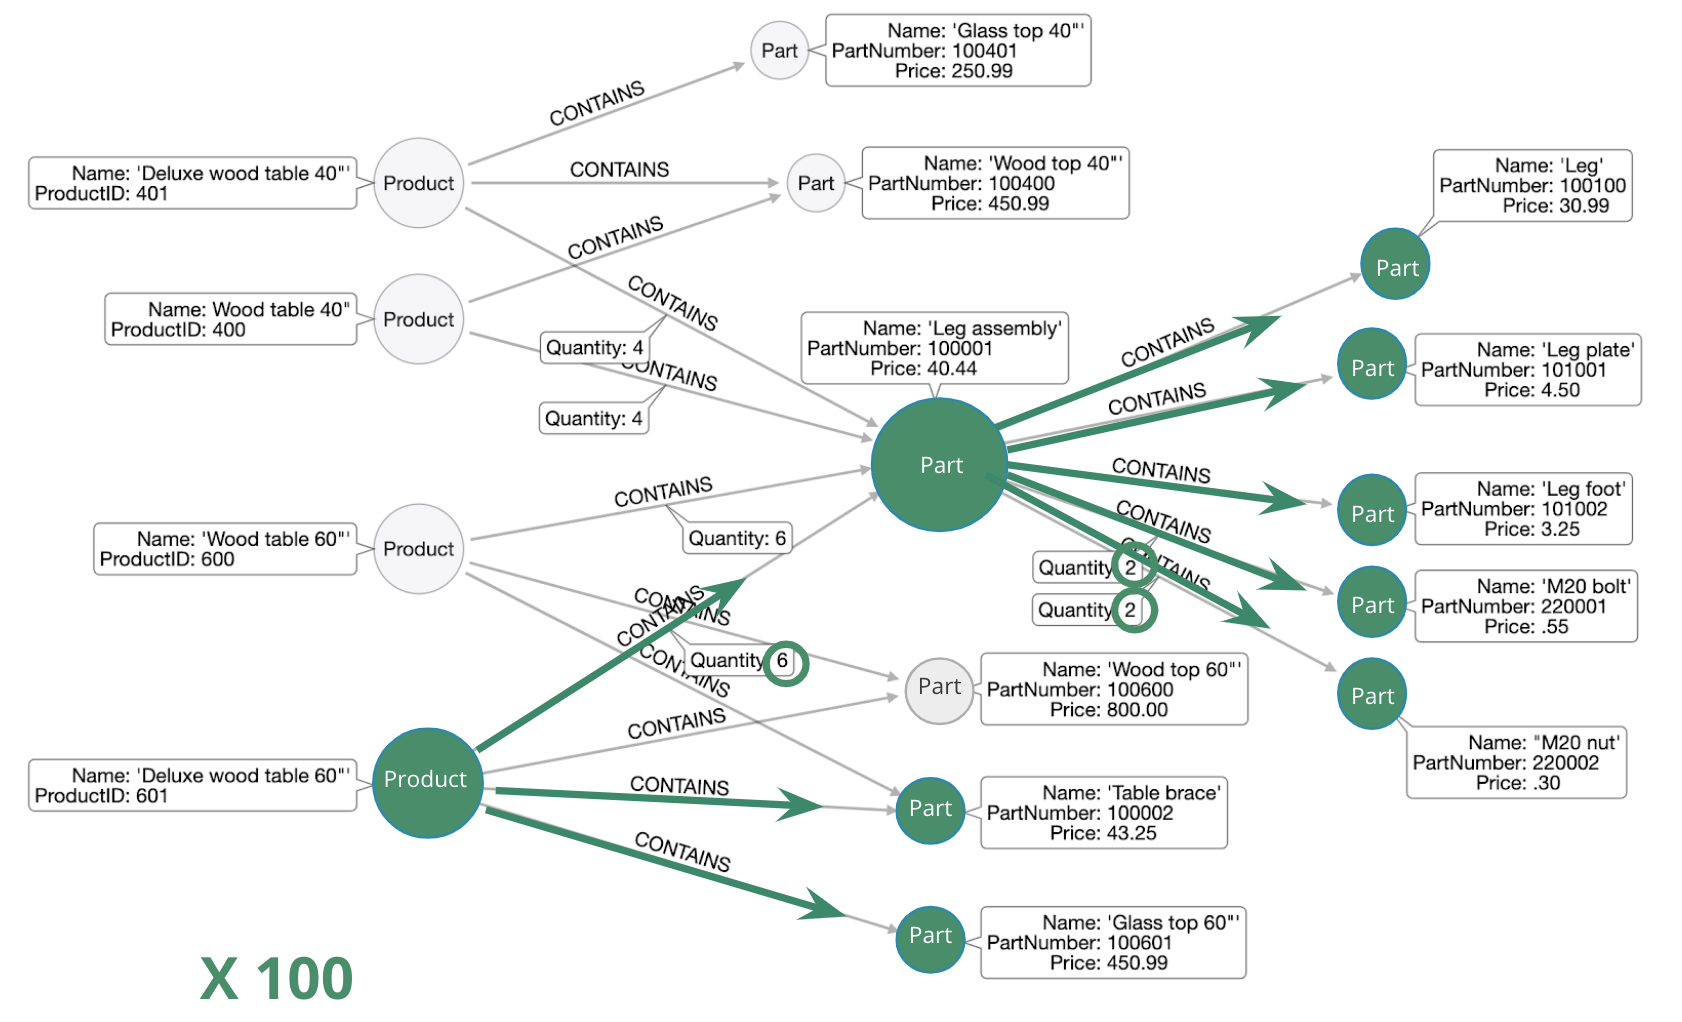 Part
Name: 'Glass top 40"'
PartNumber: 100401
Price: 250.99
CONTAINS
Name: 'Deluxe wood table 40"'
ProductID: 401
Product
CONTAINS
Part
Name: 'Wood top 40"'
PartNumber: 100400
Price: 450.99
Name: 'Leg'
PartNumber: 100100
Price: 30.99
Part
CONTAINS
CONTAINS
Name: Wood table 40"
ProductID: 400
Product
Quantity: 4
CONTAINS
Quantity: 4
Name: 'Leg assembly'
PartNumber: 100001
Price: 40.44
Part
CONTAINS
Part
Name: 'Leg plate'
PartNumber: 101001
Price: 4.50
CONTAINS
CONTAINS
Part
Name: 'Leg foot'
PartNumber: 101002
Price: 3.25
CONTAINS
Part
Name: 'M20 bolt'
PartNumber: 220001
Price: .55
CONTAINS
Quantity 2
Quantity 2
Part
Name: "M20 nut'
PartNumber: 220002
Price: .30
Name: 'Wood table 60"'
ProductID: 600
Product
CONTAINS
Quantity: 6
CONTAINS
CONTAINS
CONTAINS
Quantity 6
Part
Name: 'Wood top 60"'
PartNumber: 100600
Price: 800.00
CONTAINS
Name: 'Deluxe wood table 60"'
ProductID: 601
Product
CONTAINS
Part
Name: 'Table brace'
PartNumber: 100002
Price: 43.25
CONTAINS
Part
Name: 'Glass top 60"'
PartNumber: 100601
Price: 450.99
X 100